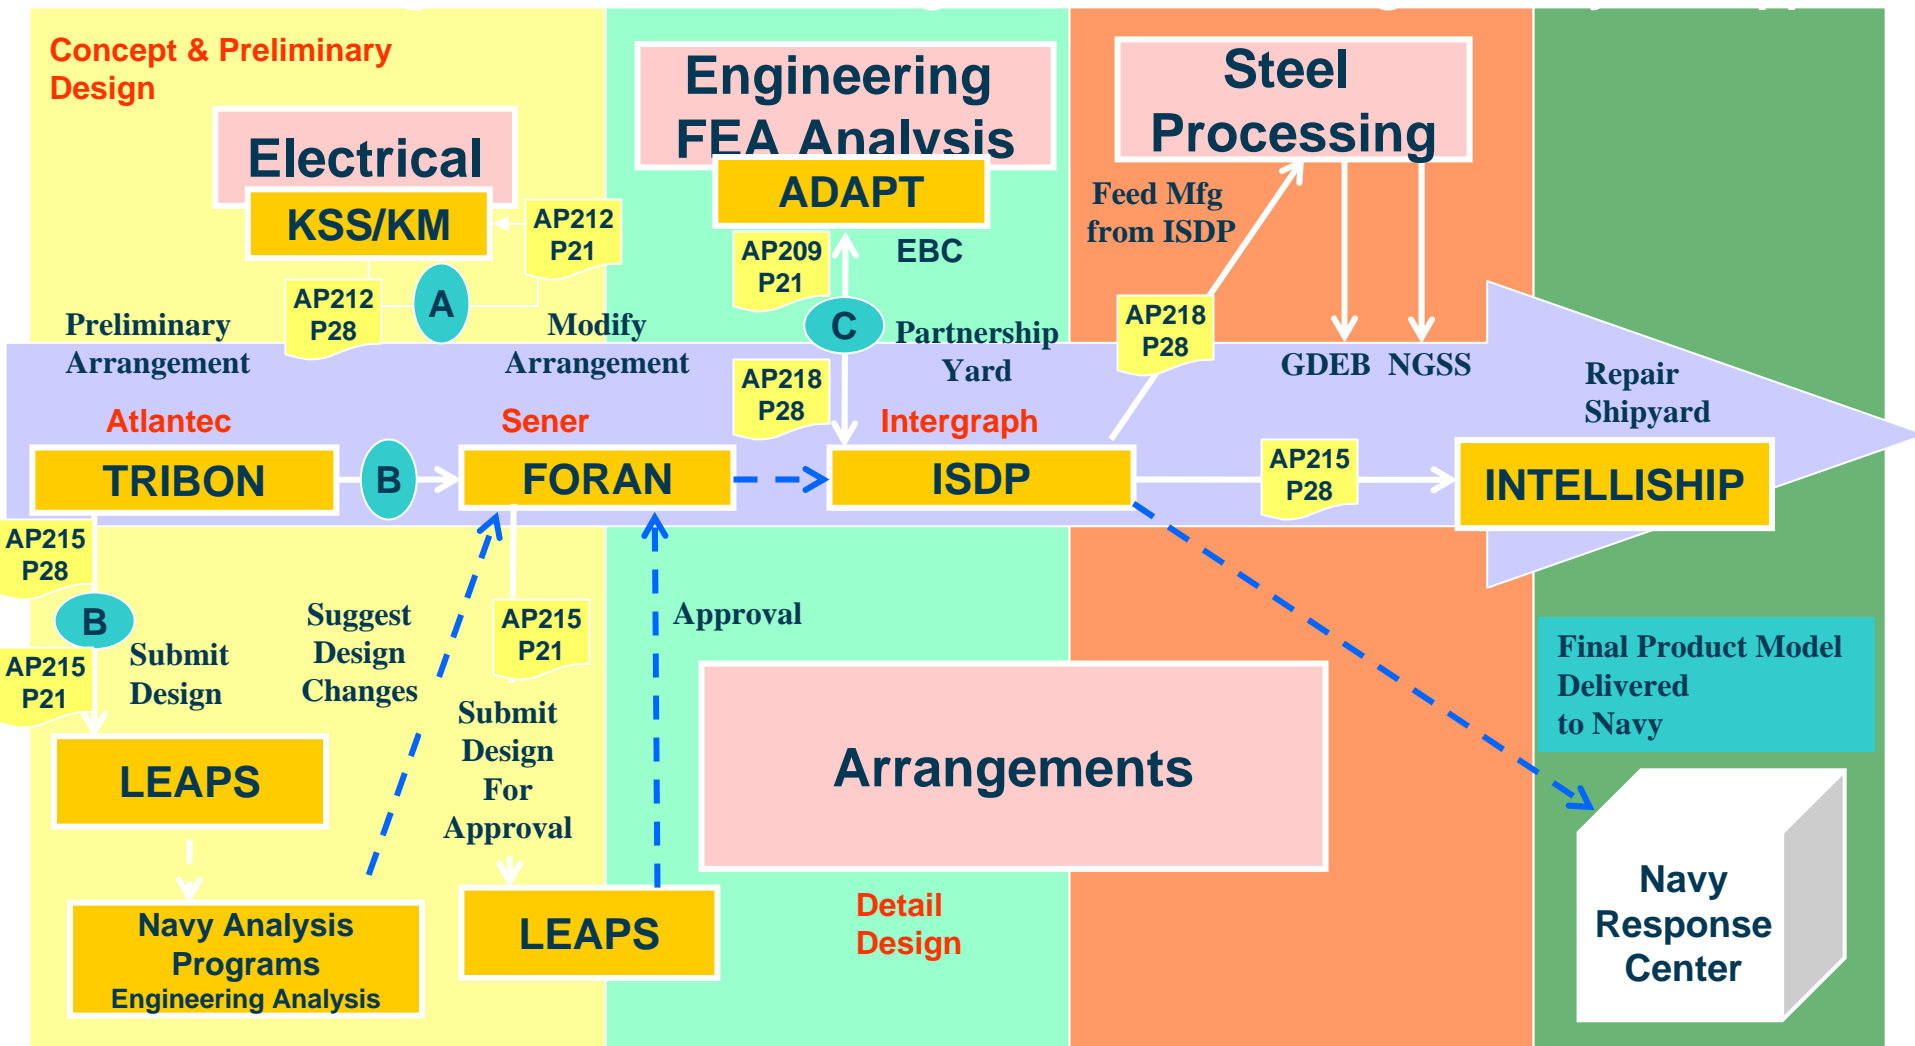 Concept & Preliminary
Design
Electrical
KSS/KM
AP212
P21
AP212
P28
A
Preliminary
Arrangement
Modify
Arrangement
Engineering
FEA Analysis
ADAPT
AP209
P21
EBC
C
Partnership
Yard
AP218
P28
Steel
Processing
Feed Mfg
from ISDP
AP218
P28
GDEB NGSS
Repair
Shipyard
Atlantec
Sener
Intergraph
TRIBON
B
FORAN
ISDP
AP215
P28
INTELLISHIP
AP215
P28
B
AP215
P21
Submit
Design
Suggest
Design
Changes
AP215
P21
Approval
Submit
Design
For
Approval
LEAPS
Navy Analysis
Programs
Engineering Analysis
LEAPS
Arrangements
Detail
Design
Final Product Model
Delivered
to Navy
Navy
Response
Center